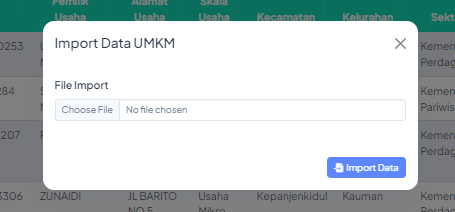 Pemilik Alamat Skala
Usaha Usaha Usaha Kecamatan Kelurahan Sekt
Import Data UMKM
0253 Kemen
Perdag
File Import
284 Kemen
Choose File No file chosen
Pariwis
207 Kemen
Perdag
Import Data
3306 ZUNAIDI JL BARITO Usaha Kepanjenkidul Kauman Kemen
NO 5 Mikro Perdag